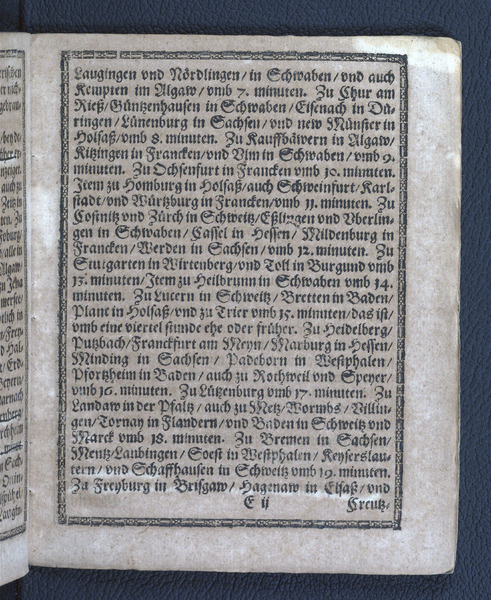 Laugingen vnd Nördlingen/ in Schwaben/ vnd auch
Kempten im Algaw/ vmb 7. minuten. Zu Chur am
Rieß/ Güntzenhausen in Schwaben/ Eisenach in Dü-
ringen/ Lünenburg in Sachsen/ vnd new Münster in
Holsaß/ vmb 8. minuten. Zu Kauffbäwern in Algaw/
Kitzingen in Francken/ vnd Vlm in Schwaben/ vmb 9.
minuten. Zu Ochsenfurt in Francken vmb 10. minuten.
Item zu Homburg in Holsaß/ auch Schweinfurt/ Karl-
stadt/ vnd Würtzburg in Francken/ vmb 11. minuten. Zu
Costnitz vnd Zürch in Schweitz/ Eßlingen vnd Vberlin-
gen in Schwaben/ Cassel in Hessen/ Mildenburg in
Francken/ Werden in Sachsen/ vmb 12. minuten. Zu
Stutgarten in Wirtenberg/ vnd Toll in Burgund vmb
13. minuten/ Item zu Heilbrunn in Schwaben vmb 14.
minuten. Zu Lucern in Schweitz/ Bretten in Baden/
Plant in Holsaß/ vnd zu Trier vmb 15. minuten/ das ist/
vmb eine viertel stunde ehe oder früher. Zu Heidelberg/
Putzbach/ Franckfurt am Meyn/ Marburg in Hessen/
Minding in Sachsen/ Padeborn in Westphalen/
Pfortzheim in Baden/ auch zu Rothweil vnd Speyer/
vmb 16. minuten. Zu Lützenburg vmb 17. minuten. Zu
Landaw in der Pfaltz/ auch zu Metz/ Wormbs/ Villin-
gen/ Tornay in Flandern/ vnd Baden in Schweitz vnd
Marck vmb 18. minuten. Zu Bremen in Sachsen/
Mentz/ Laubingen/ Soest in Westphalen/ Keyserslau-
tern/ vnd Schaffhausen in Schweitz vmb 19. minuten.
Za Freyburg in Brisgaw/ Hagenaw in Elsaß/ vnd
E ij Creutz-